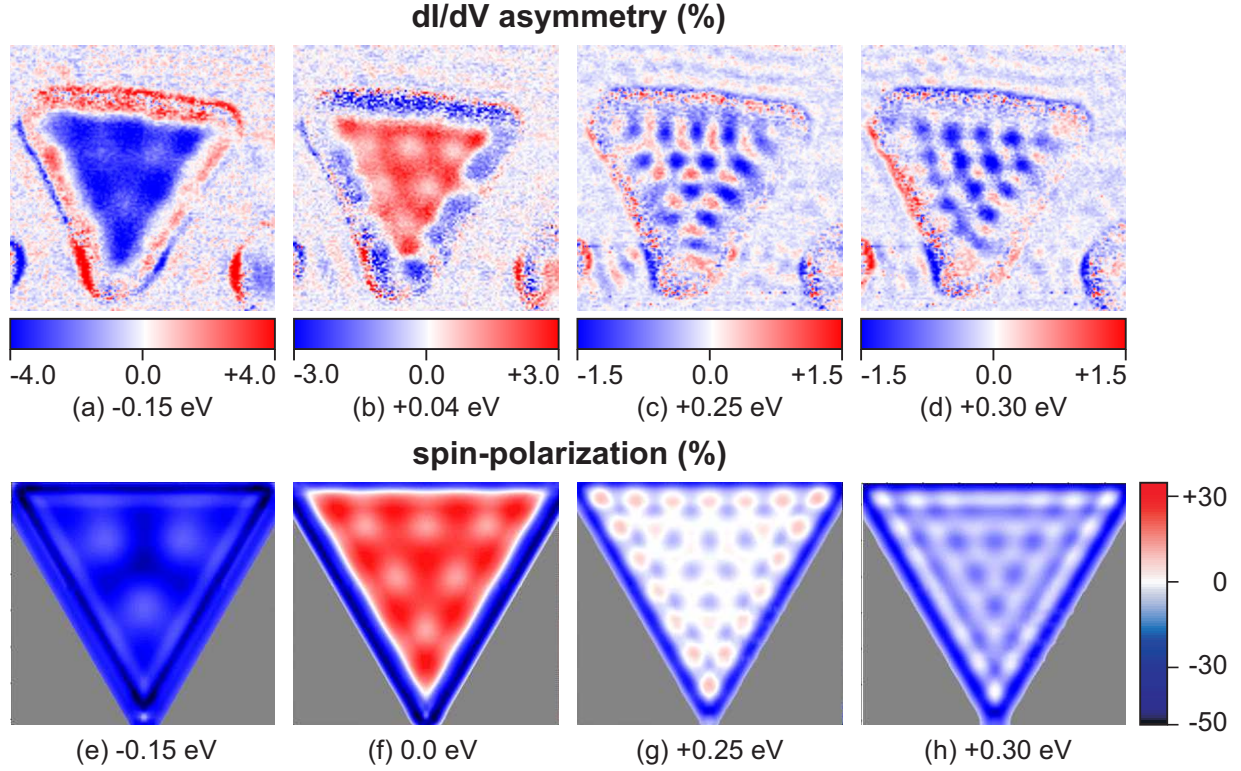 dI/dV asymmetry (%)
-4.0 0.0 +4.0 -3.0 0.0 +3.0 -1.5 0.0 +1.5 -1.5 0.0 +1.5
(a) -0.15 eV (b) +0.04 eV (c) +0.25 eV (d) +0.30 eV
spin-polarization (%)
+30
0
-30
-50
(e) -0.15 eV (f) 0.0 eV (g) +0.25 eV (h) +0.30 eV